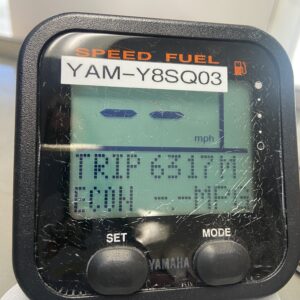 SPEED FUEL
YAM-Y8SQ03
-- mph
TRIP 6317M
ECON -.-MPG
SET MODE
YAMAHA